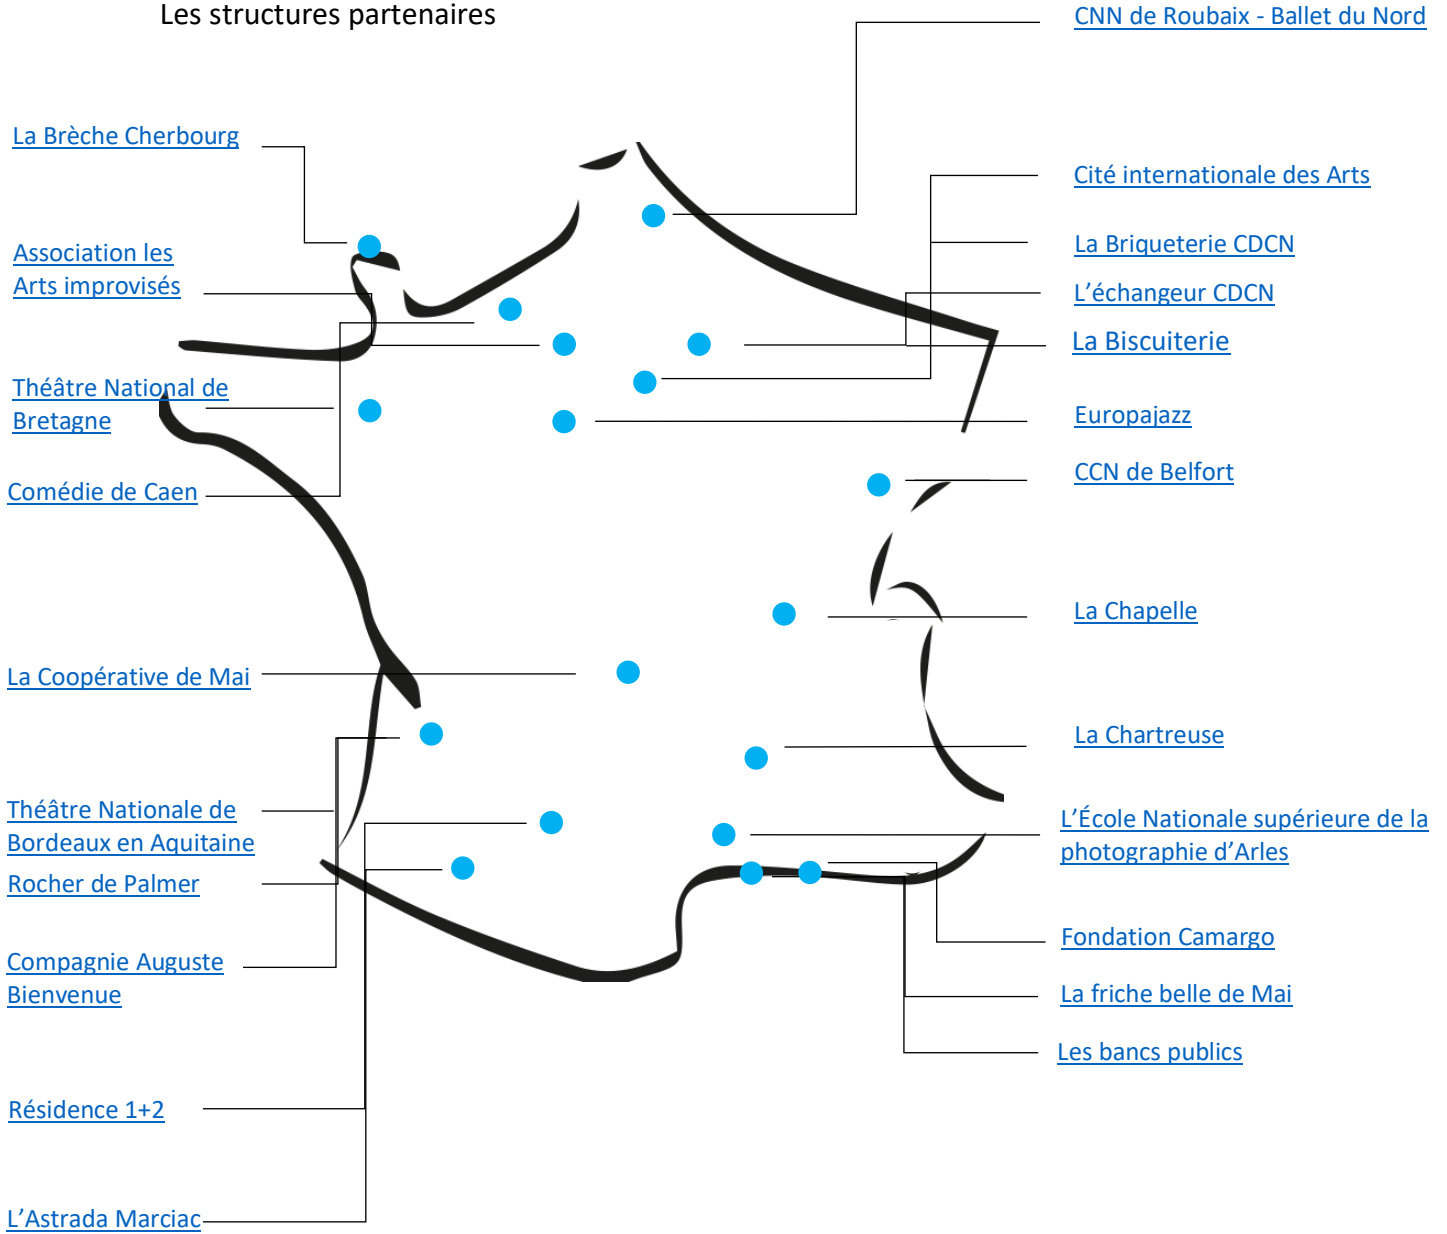 Les structures partenaires
La Brèche Cherbourg
Association les
Arts improvisés
Théâtre National de
Bretagne
Comédie de Caen
La Coopérative de Mai
Théâtre Nationale de
Bordeaux en Aquitaine
Rocher de Palmer
Compagnie Auguste
Bienvenue
Résidence 1+2
L'Astrada Marciac
CNN de Roubaix - Ballet du Nord
Cité internationale des Arts
La Briqueterie CDCN
L'échangeur CDCN
La Biscuiterie
Europajazz
CCN de Belfort
La Chapelle
La Chartreuse
L'École Nationale supérieure de la
photographie d'Arles
Fondation Camargo
La friche belle de Mai
Les bancs publics